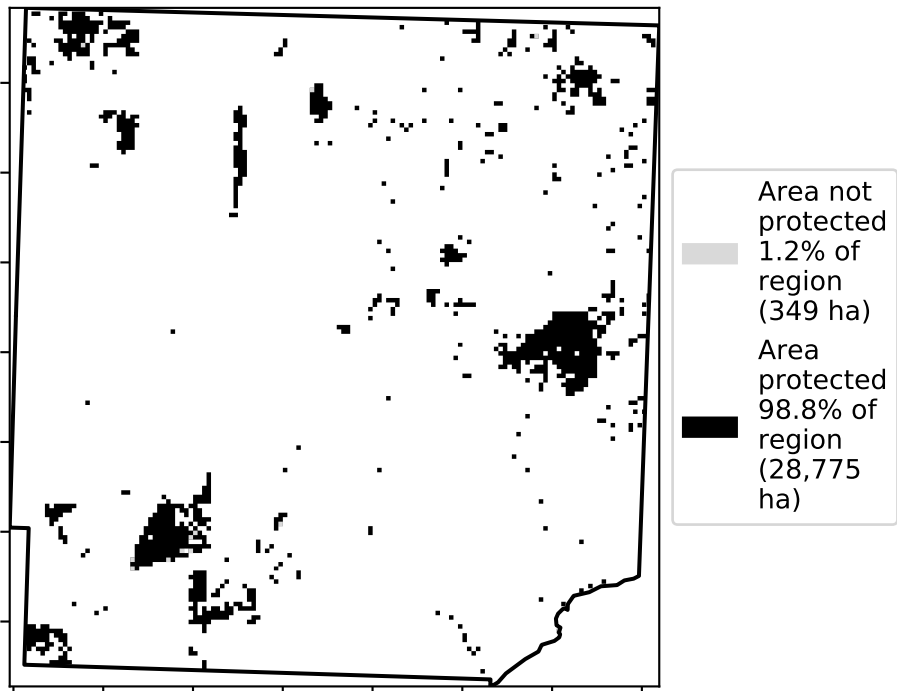 Area not
protected
1.2% of
region
(349 ha)
Area
protected
98.8% of
region
(28,775
ha)